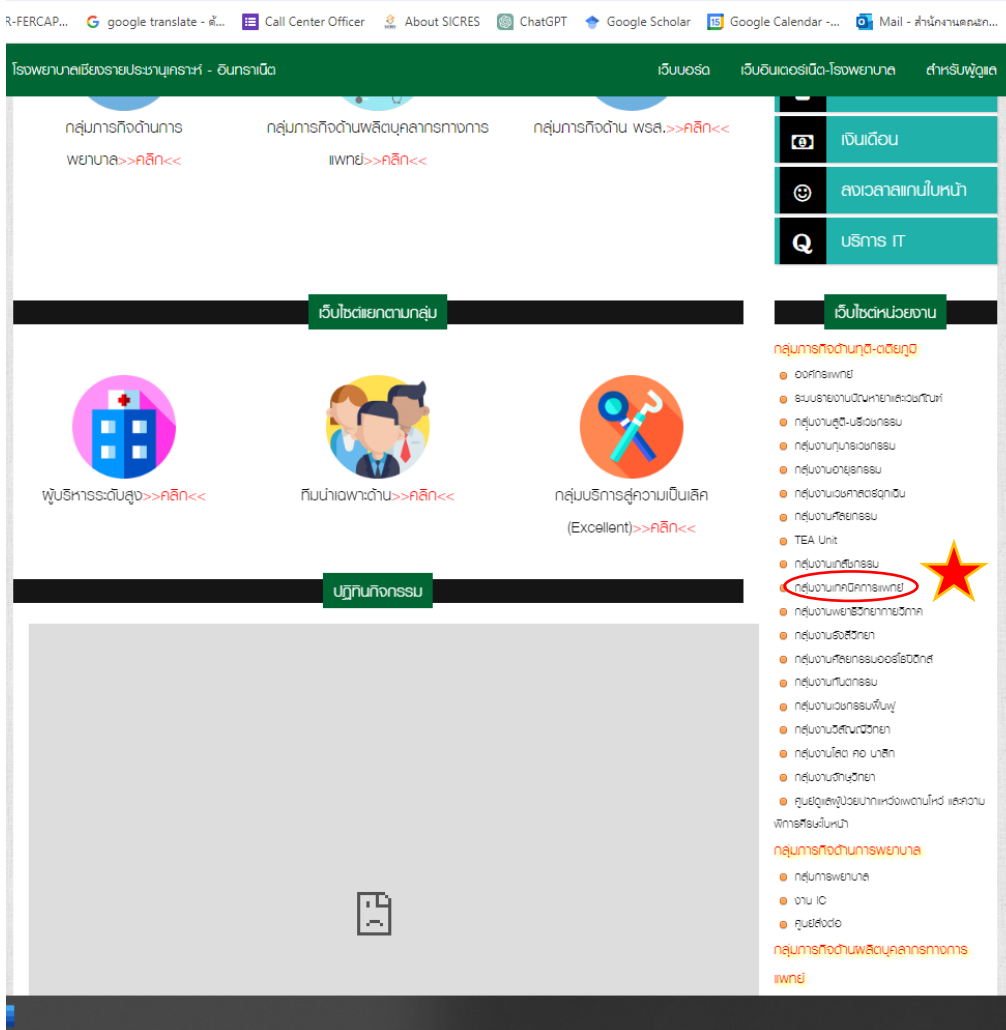 R-FERCAP... google translate - ค้... Call Center Officer About SICRES ChatGPT Google Scholar Google Calendar -... Mail - สำนักงานคณะก...
โรงพยาบาลเชียงรายประชานุเคราะห์ - อินทราเน็ต เว็บบอร์ด เว็บอินเตอร์เน็ต-โรงพยาบาล สำหรับผู้ดูแล
กลุ่มภารกิจด้านการ
พยาบาล>>คลิก<<
กลุ่มภารกิจด้านผลิตบุคลากรทางการ
แพทย์>>คลิก<<
กลุ่มภารกิจด้าน พรส.>>คลิก<<
เงินเดือน
ลงเวลาสแกนใบหน้า
Q บริการ IT
เว็บไซต์แยกตามกลุ่ม
ผู้บริหารระดับสูง>>คลิก<<
ทีมนำเฉพาะด้าน>>คลิก<<
กลุ่มบริการสู่ความเป็นเลิศ
(Excellent)>>คลิก<<
ปฏิทินกิจกรรม
เว็บไซต์หน่วยงาน
กลุ่มภารกิจด้านทุติ-ตติยภูมิ
องค์กรแพทย์
ระบบรายงานปัญหายาและเวชภัณฑ์
กลุ่มงานสูติ-นรีเวชกรรม
กลุ่มงานกุมารเวชกรรม
กลุ่มงานอายุรกรรม
กลุ่มงานเวชศาสตร์ฉุกเฉิน
กลุ่มงานศัลยกรรม
TEA Unit
กลุ่มงานเภสัชกรรม
กลุ่มงานเทคนิคการแพทย์
กลุ่มงานพยาธิวิทยากายวิภาค
กลุ่มงานรังสีวิทยา
กลุ่มงานศัลยกรรมออร์โธปิดิกส์
กลุ่มงานทันตกรรม
กลุ่มงานเวชกรรมฟื้นฟู
กลุ่มงานวิสัญญีวิทยา
กลุ่มงานโสต ศอ นาสิก
กลุ่มงานจักษุวิทยา
ศูนย์ดูแลผู้ป่วยปากแหว่งเพดานโหว่ และความ
พิการศีรษะใบหน้า
กลุ่มภารกิจด้านการพยาบาล
กลุ่มการพยาบาล
งาน IC
ศูนย์ส่งต่อ
กลุ่มภารกิจด้านผลิตบุคลากรทางการ
แพทย์